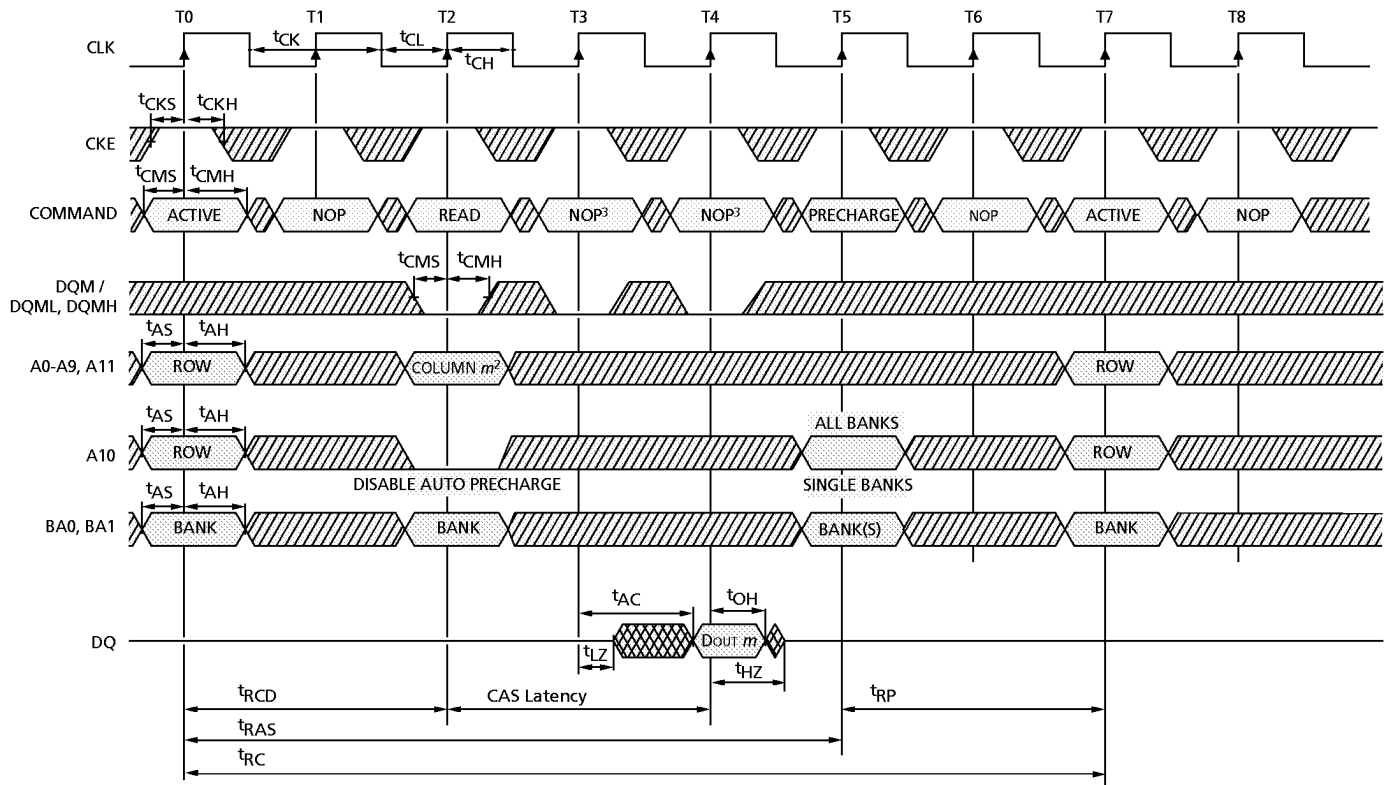 T0 T1 T2 T3 T4 T5 T6 T7 T8
CLK
tCK tCL
tCH
tCKS tCKH
CKE
tCMS tCMH
COMMAND ACTIVE NOP READ NOP³ NOP³ PRECHARGE NOP ACTIVE NOP
tCMS tCMH
DQM /
DQML, DQMH
tAS tAH
A0-A9, A11 ROW COLUMN m² ROW
tAS tAH ALL BANKS
A10 ROW ROW
DISABLE AUTO PRECHARGE SINGLE BANKS
tAS tAH
BA0, BA1 BANK BANK BANK(S) BANK
tAC tOH
DQ DOUT m
tLZ tHZ
tRCD CAS Latency tRP
tRAS
tRC